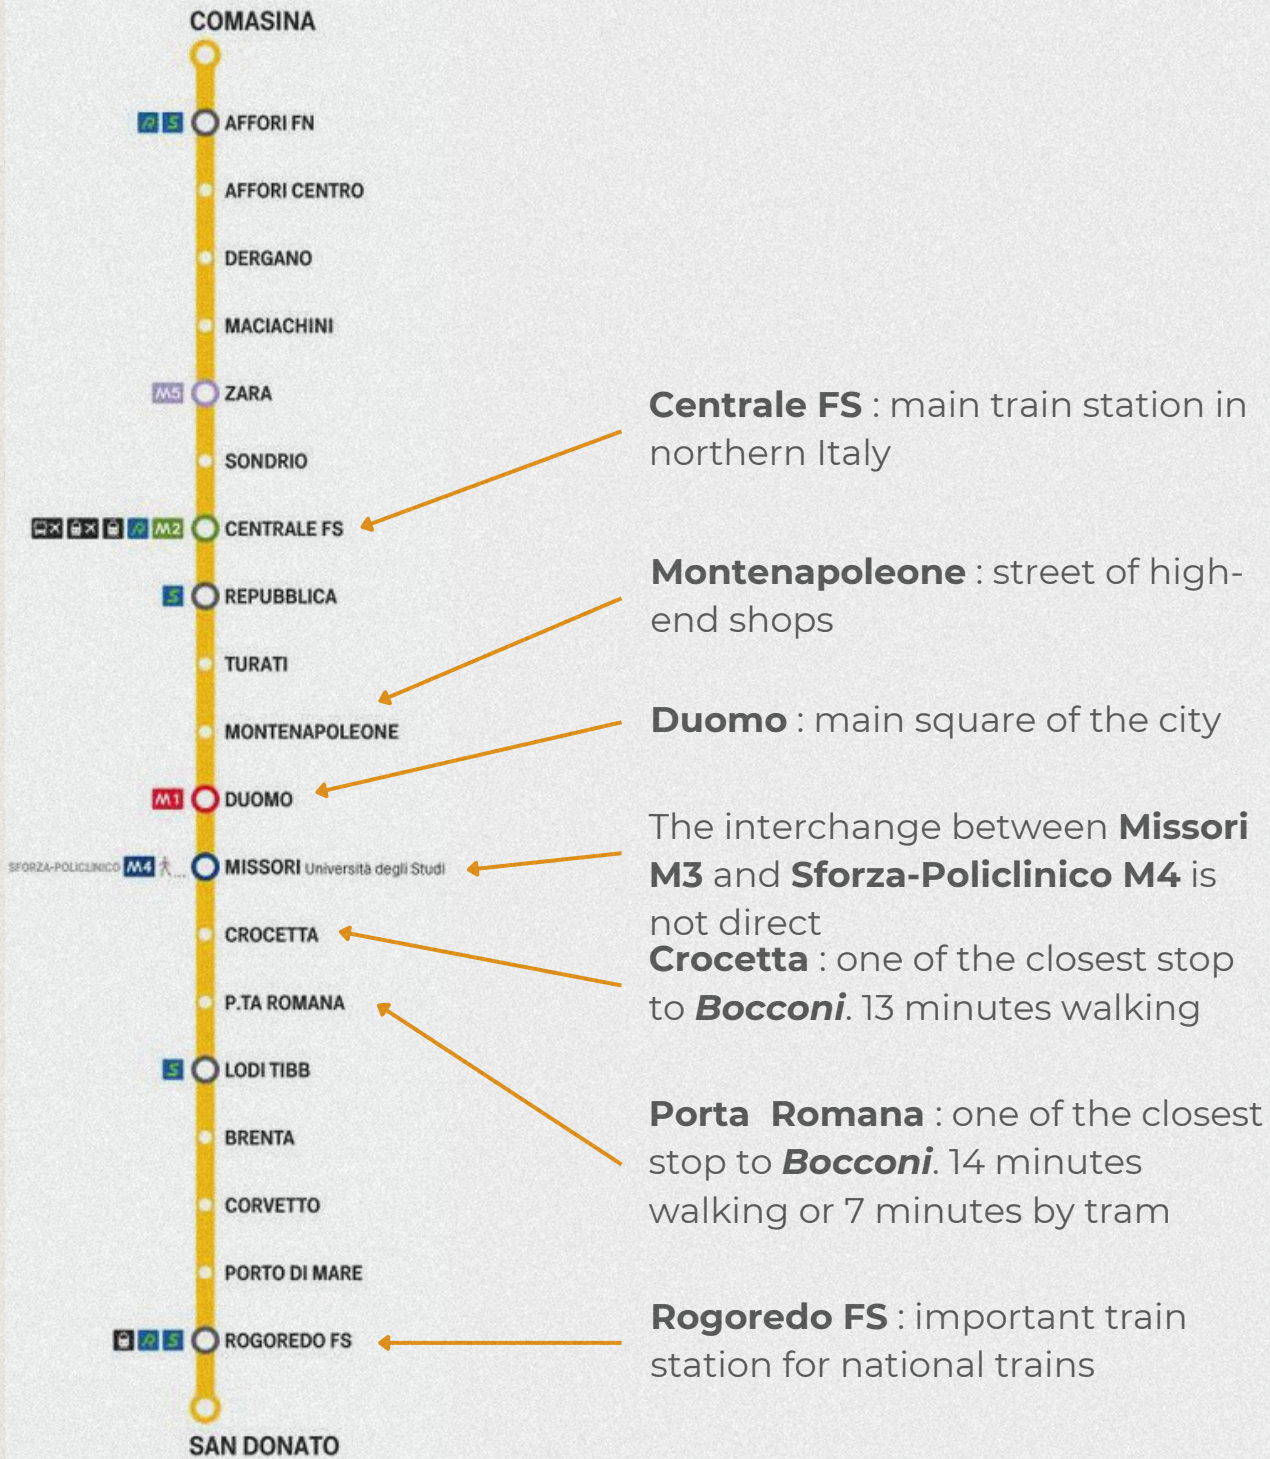 COMASINA
R S AFFORI FN
AFFORI CENTRO
DERGANO
MACIACHINI
M5 ZARA
SONDRIO
M2 CENTRALE FS
R
S REPUBBLICA
TURATI
MONTENAPOLEONE
M1 DUOMO
SFORZA-POLICLINICO M4 ... MISSORI Università degli Studi
CROCETTA
P.TA ROMANA
S LODI TIBB
BRENTA
CORVETTO
PORTO DI MARE
R S ROGOREDO FS
SAN DONATO
Centrale FS : main train station in
northern Italy
Montenapoleone : street of high-
end shops
Duomo : main square of the city
The interchange between Missori
M3 and Sforza-Policlinico M4 is
not direct
Crocetta : one of the closest stop
to Bocconi. 13 minutes walking
Porta Romana : one of the closest
stop to Bocconi. 14 minutes
walking or 7 minutes by tram
Rogoredo FS : important train
station for national trains